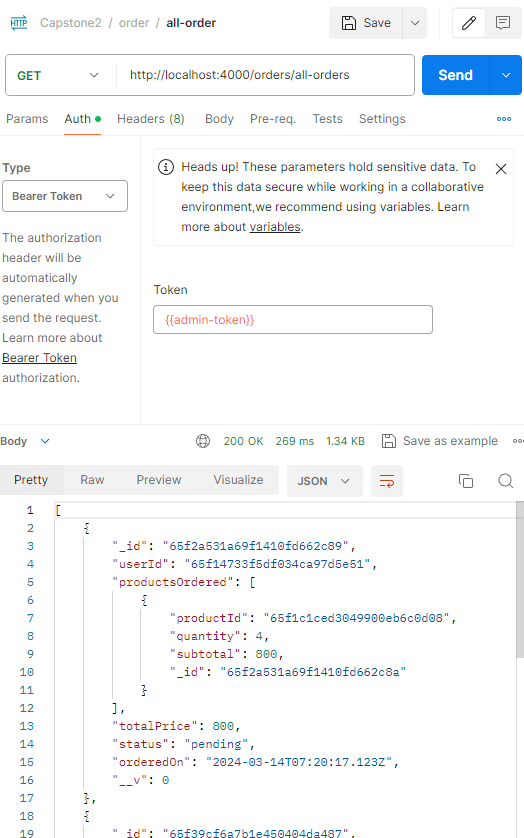 HTTP Capstone2 / order / all-order Save
GET http://localhost:4000/orders/all-orders Send
Params Auth Headers (8) Body Pre-req. Tests Settings
Type
Bearer Token
The authorization
header will be
automatically
generated when you
send the request.
Learn more about
Bearer Token
authorization.
Heads up! These parameters hold sensitive data. To
keep this data secure while working in a collaborative
environment,we recommend using variables. Learn
more about variables.
Token
{{admin-token}}
Body 200 OK 269 ms 1.34 KB Save as example
Pretty Raw Preview Visualize JSON
1 [
2 {
3 "_id": "65f2a531a69f1410fd662c89",
4 "userId": "65f14733f5df034ca97d5e51",
5 "productsOrdered": [
6 {
7 "productId": "65f1c1ced3049900eb6c0d08",
8 "quantity": 4,
9 "subtotal": 800,
10 "_id": "65f2a531a69f1410fd662c8a"
11 }
12 ],
13 "totalPrice": 800,
14 "status": "pending",
15 "orderedOn": "2024-03-14T07:20:17.123Z",
16 "__v": 0
17 },
18 {
19 "_id": "65f39cf6a7b1e450404da487",